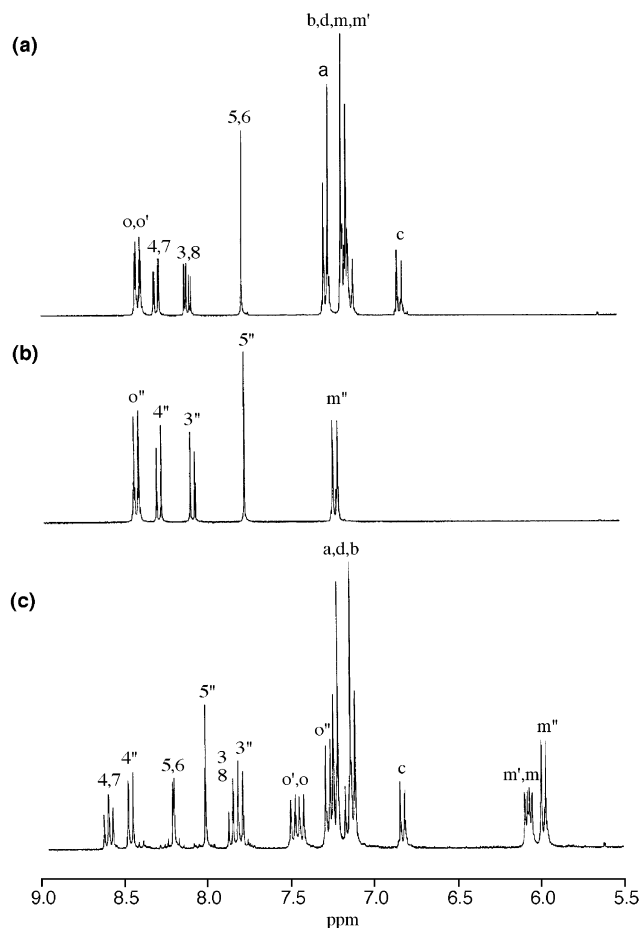 (a)
b,d,m,m'
a
5,6
o,o'
4,7
3,8
c
(b)
5"
o"
4"
3"
m"
(c)
a,d,b
5"
4"
4,7
5,6
3
8
3"
o',o
o"
c
m',m
m"
9.0 8.5 8.0 7.5 7.0 6.5 6.0 5.5
ppm